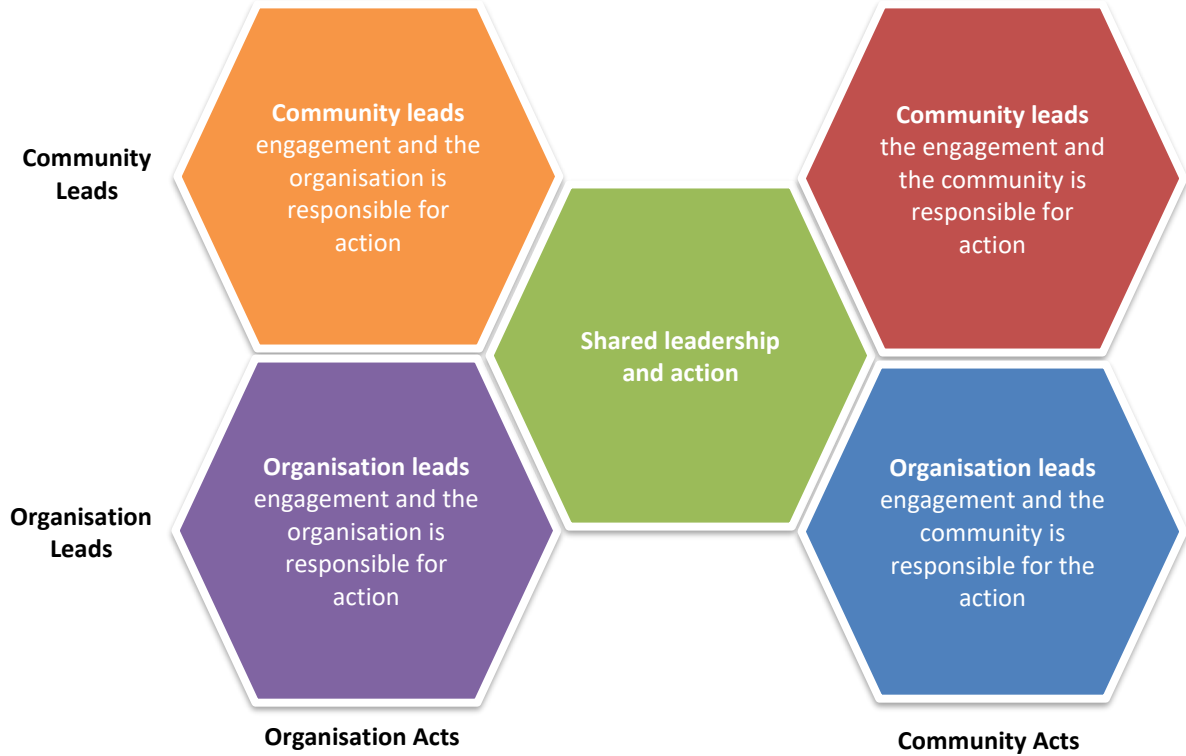 Community
Leads
Community leads
engagement and the
organisation is
responsible for
action
Community leads
the engagement and
the community is
responsible for
action
Shared leadership
and action
Organisation
Leads
Organisation leads
engagement and the
organisation is
responsible for
action
Organisation leads
engagement and the
community is
responsible for the
action
Organisation Acts
Community Acts